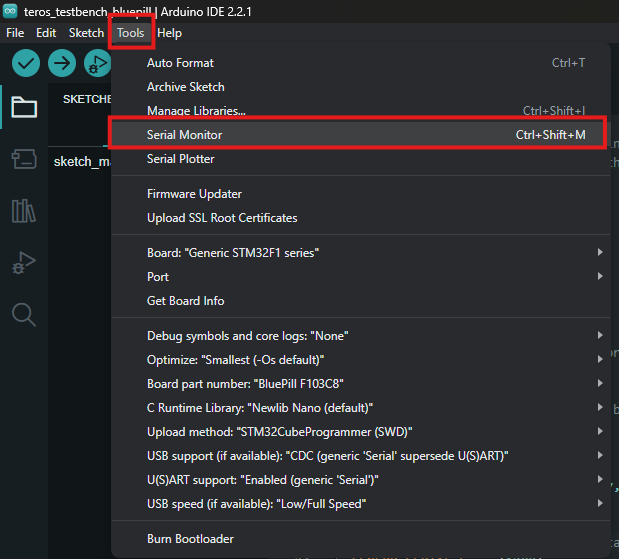 teros_testbench_bluepill | Arduino IDE 2.2.1
File Edit Sketch Tools Help
Auto Format Ctrl+T
Archive Sketch
Manage Libraries... Ctrl+Shift+I
Serial Monitor Ctrl+Shift+M
Serial Plotter
Firmware Updater
Upload SSL Root Certificates
Board: "Generic STM32F1 series"
Port
Get Board Info
Debug symbols and core logs: "None"
Optimize: "Smallest (-Os default)"
Board part number: "BluePill F103C8"
C Runtime Library: "Newlib Nano (default)"
Upload method: "STM32CubeProgrammer (SWD)"
USB support (if available): "CDC (generic 'Serial' supersede U(S)ART)"
U(S)ART support: "Enabled (generic 'Serial')"
USB speed (if available): "Low/Full Speed"
Burn Bootloader